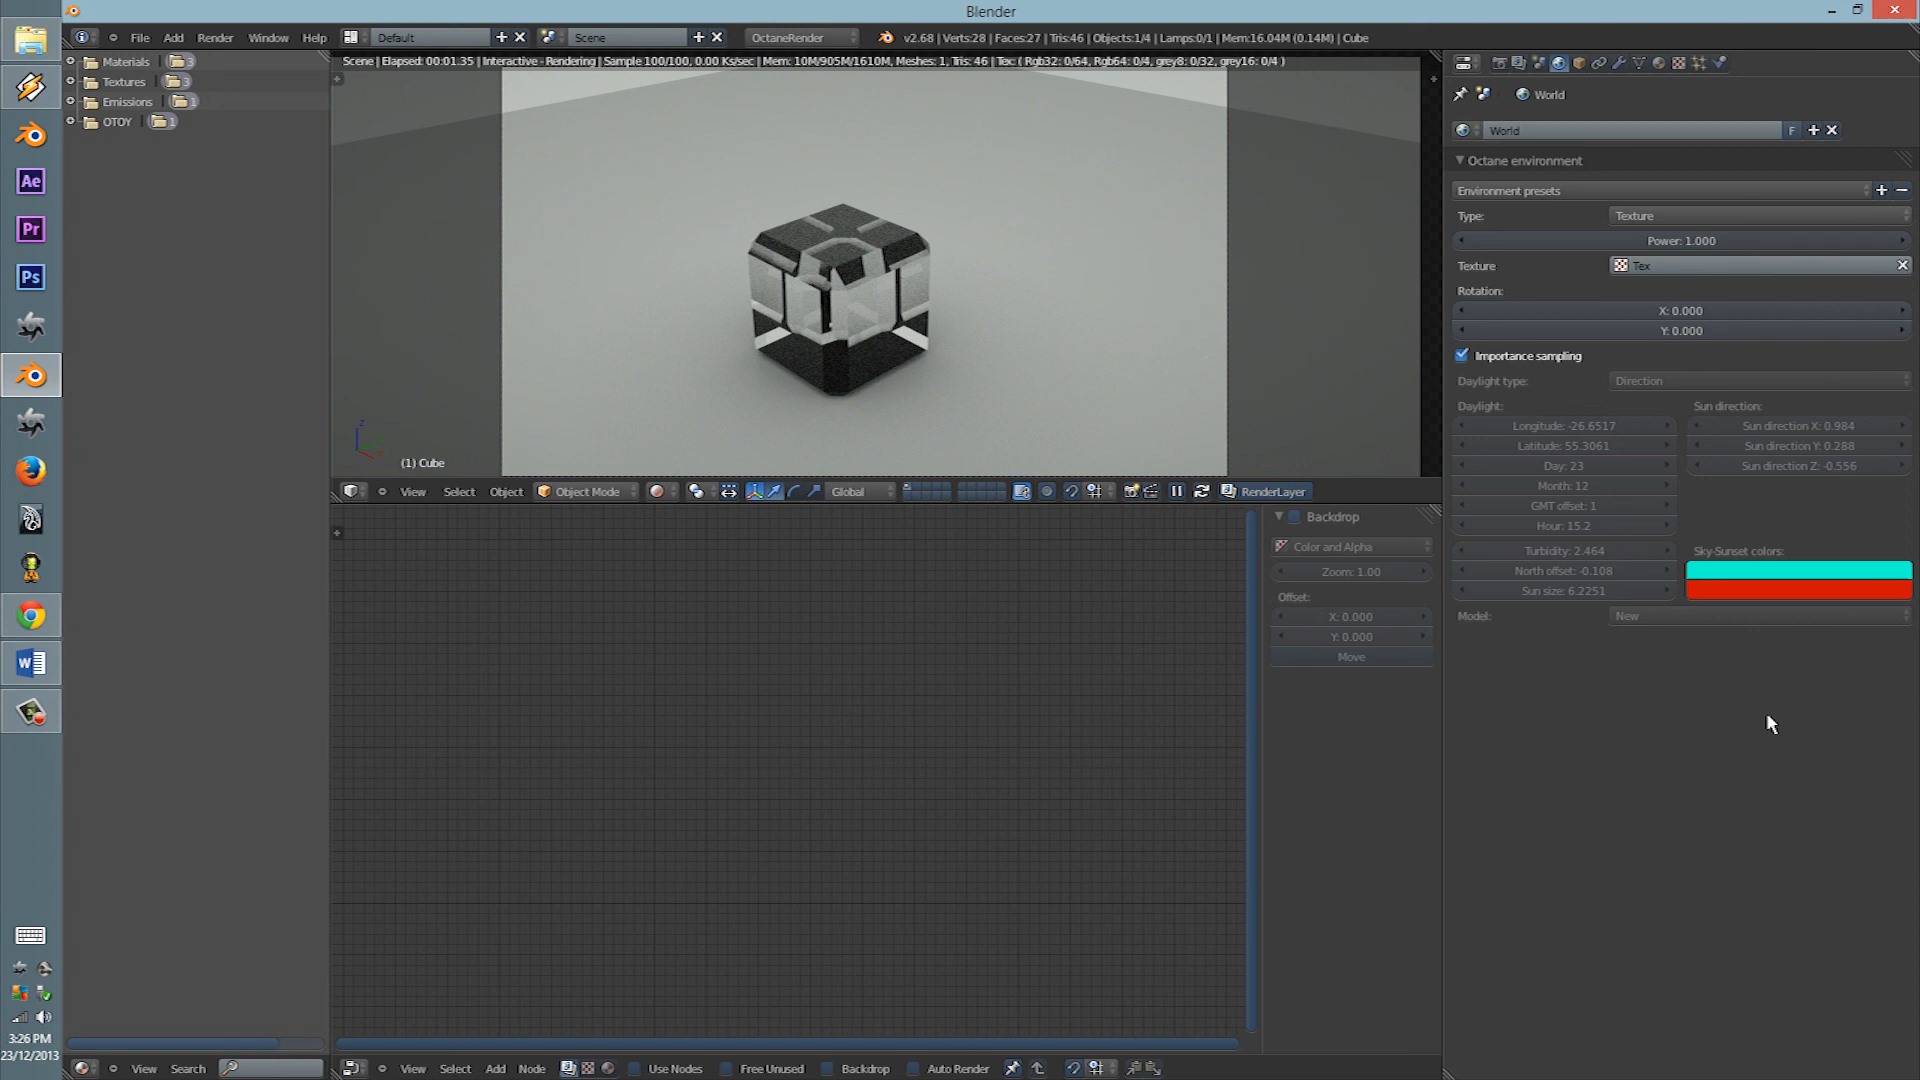 Blender
File Add Render Window Help Default Scene OctaneRender v2.68 | Verts:28 | Faces:27 | Tris:46 | Objects:1/4 | Lamps:0/1 | Mem:16.04M (0.14M) | Cube
Materials 3
Textures 3
Emissions 1
OTOY 1
Scene | Elapsed: 00:01.35 | Interactive - Rendering | Sample 100/100, 0.00 Ks/sec | Mem: 10M/905M/1610M, Meshes: 1, Tris: 46 | Tex: ( Rgb32: 0/64, Rgb64: 0/4, grey8: 0/32, grey16: 0/4 )
(1) Cube
View Select Object Object Mode Global RenderLayer
Backdrop
Color and Alpha
Zoom: 1.00
Offset:
X: 0.000
Y: 0.000
Move
World
World F
Octane environment
Environment presets
Type: Texture
Power: 1.000
Texture Tex
Rotation:
X: 0.000
Y: 0.000
Importance sampling
Daylight type: Direction
Daylight: Sun direction:
Longitude: -26.6517 Sun direction X: 0.984
Latitude: 55.3061 Sun direction Y: 0.288
Day: 23 Sun direction Z: -0.556
Month: 12
GMT offset: 1
Hour: 15.2
Turbidity: 2.464 Sky-Sunset colors:
North offset: -0.108
Sun size: 6.2251
Model: New
Ae
Pr
Ps
W
3:26 PM
23/12/2013
View Search
View Select Add Node Use Nodes Free Unused Backdrop Auto Render